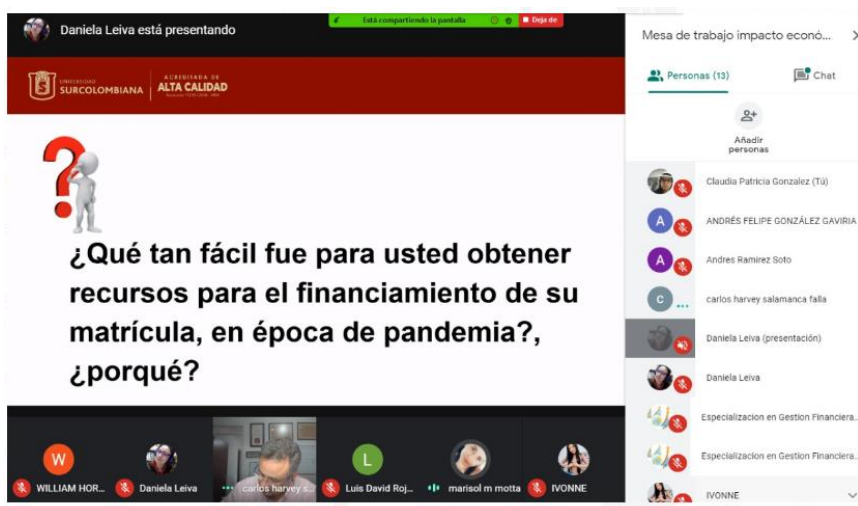 Daniela Leiva está presentando
Está compartiendo la pantalla
Deja de
UNIVERSIDAD
SURCOLOMBIANA
ACREDITADA DE
ALTA CALIDAD
¿Qué tan fácil fue para usted obtener
recursos para el financiamiento de su
matrícula, en época de pandemia?,
¿porqué?
W
WILLIAM HOR...
Daniela Leiva
carlos harvey s...
L
Luis David Roj...
marisol m motta
IVONNE
Mesa de trabajo impacto econó...
Personas (13)
Chat
Añadir
personas
Claudia Patricia Gonzalez (Tú)
A
ANDRÉS FELIPE GONZÁLEZ GAVIRIA
A
Andres Ramirez Soto
c
carlos harvey salamanca falla
Daniela Leiva (presentación)
Daniela Leiva
Especializacion en Gestion Financiera..
Especializacion en Gestion Financiera..
IVONNE